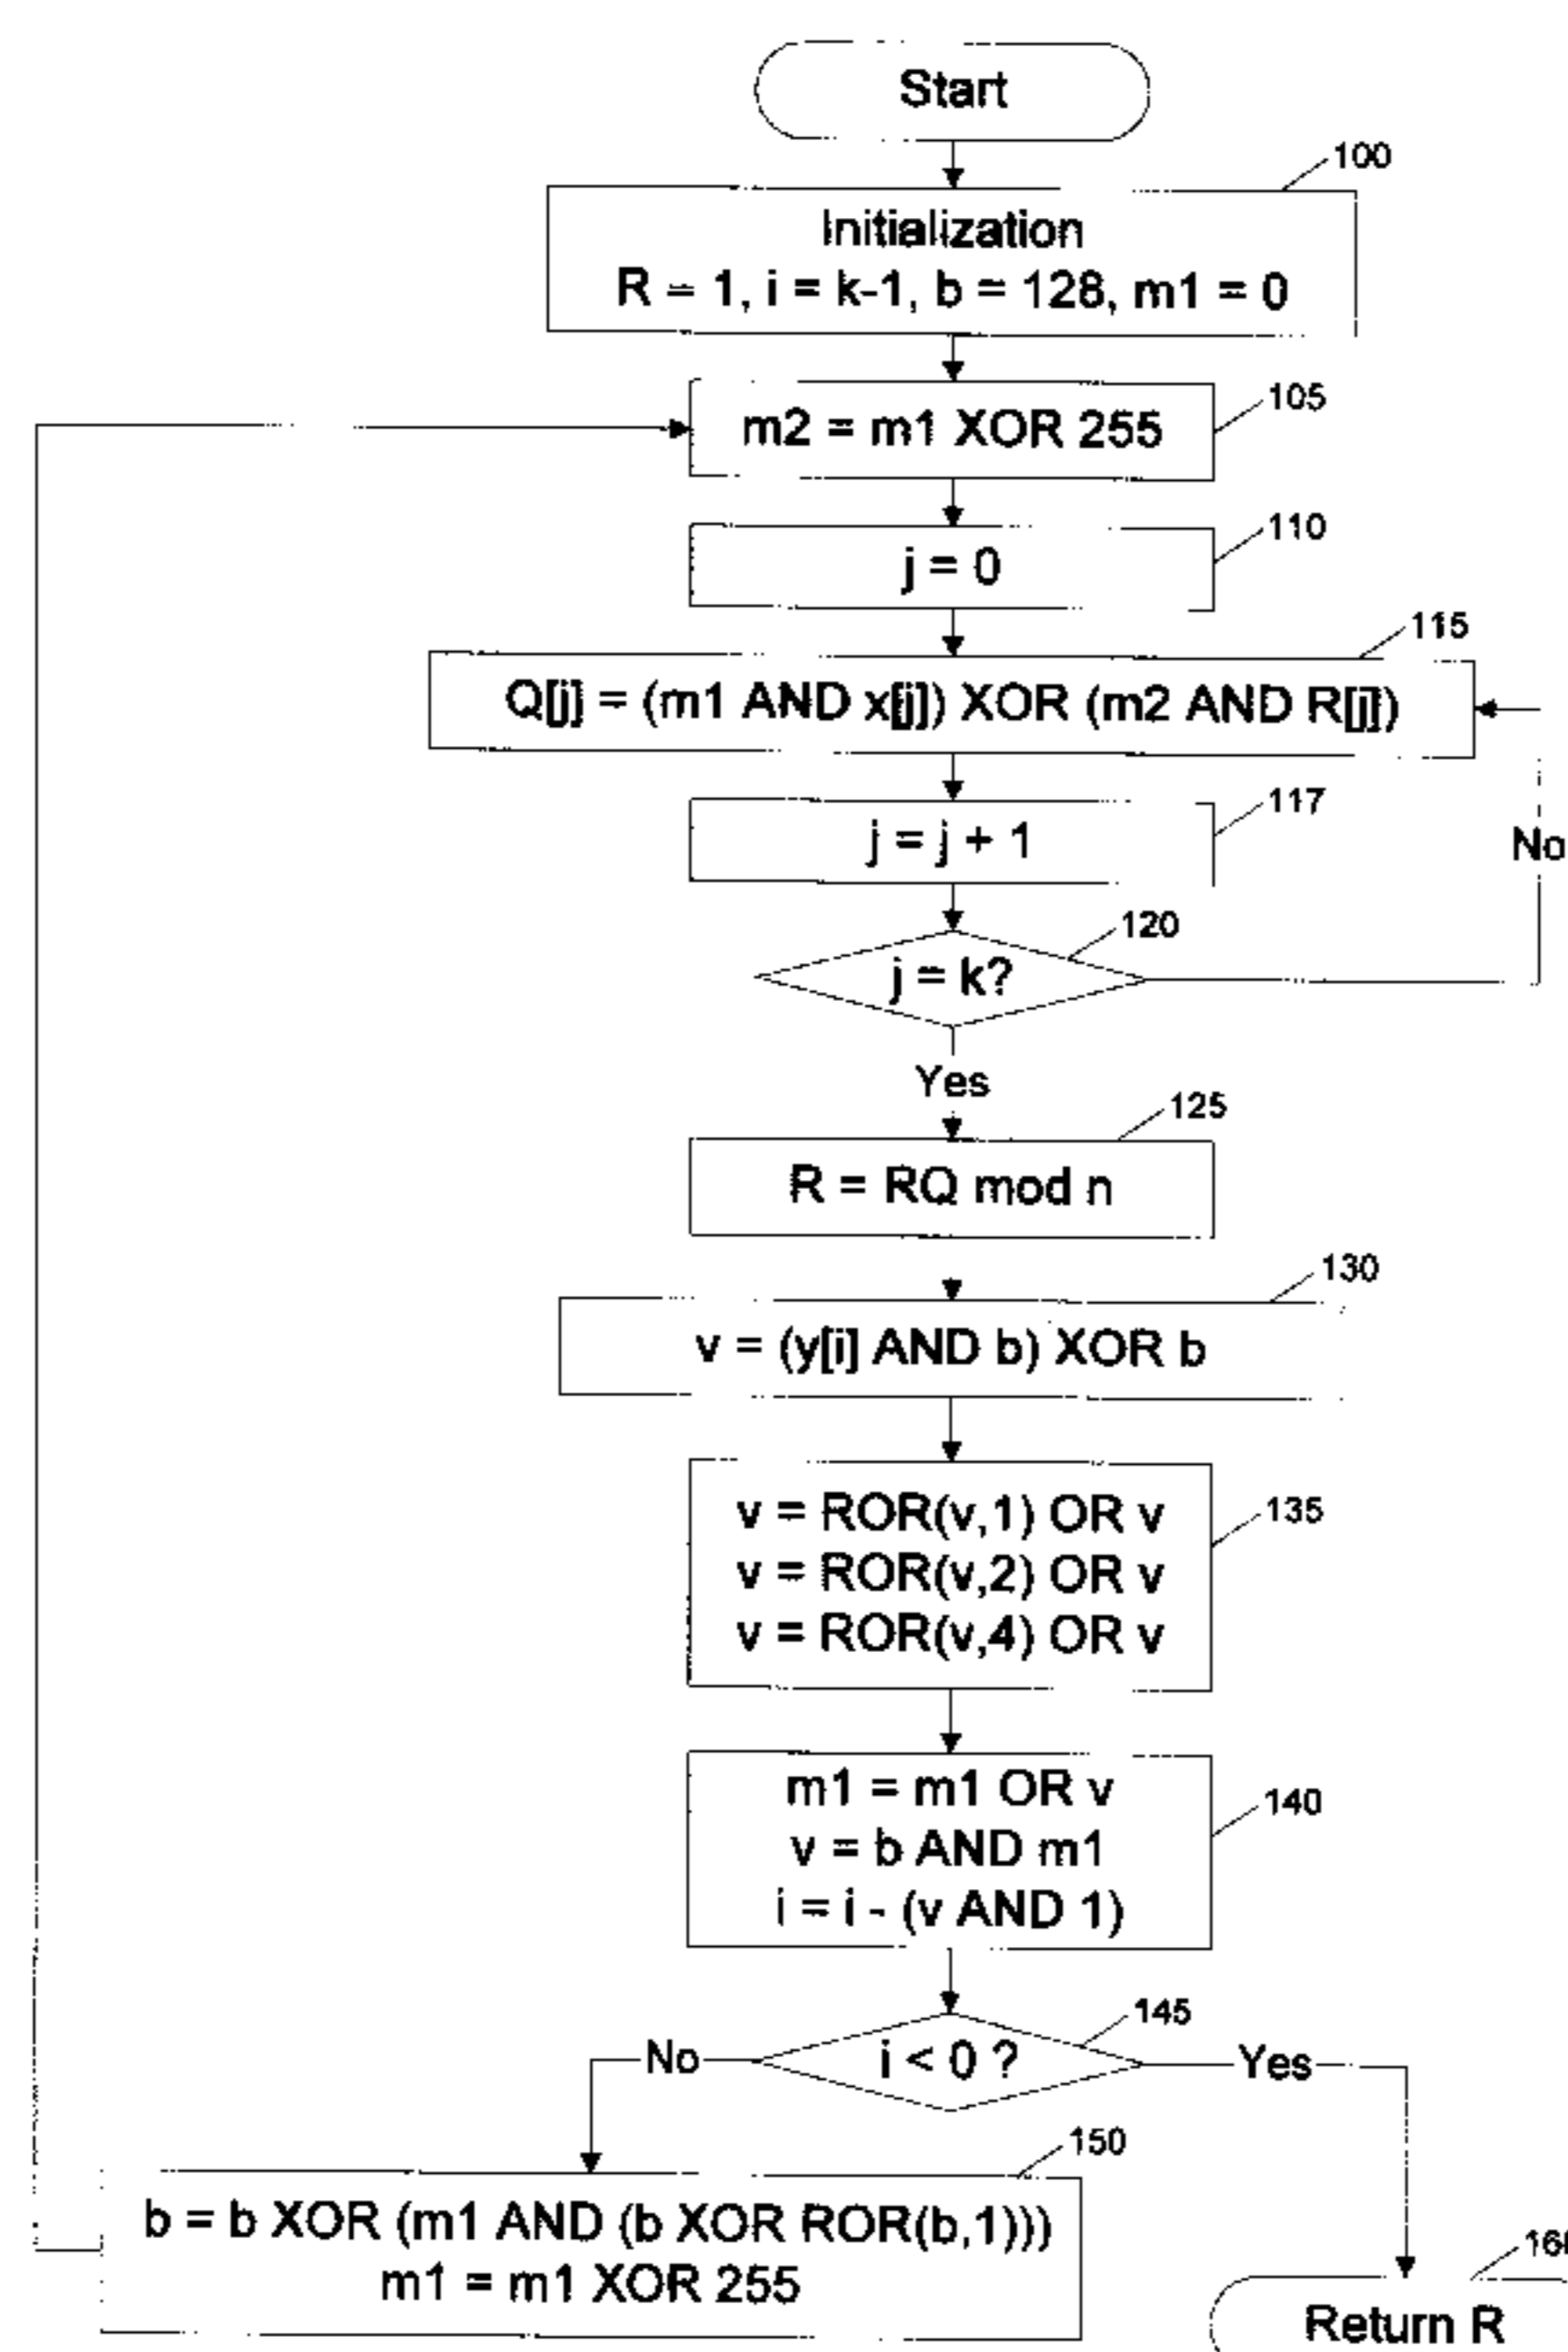 Start
100
Initialization
R = 1, i = k-1, b = 128, m1 = 0
105
m2 = m1 XOR 255
110
j = 0
115
Q[j] = (m1 AND x[j]) XOR (m2 AND R[j])
117
j = j + 1
No
120
j = k?
Yes
125
R = RQ mod n
130
v = (y[i] AND b) XOR b
135
v = ROR(v,1) OR v
v = ROR(v,2) OR v
v = ROR(v,4) OR v
140
m1 = m1 OR v
v = b AND m1
i = i - (v AND 1)
145
No
i < 0 ?
Yes
150
b = b XOR (m1 AND (b XOR ROR(b,1)))
m1 = m1 XOR 255
Return R